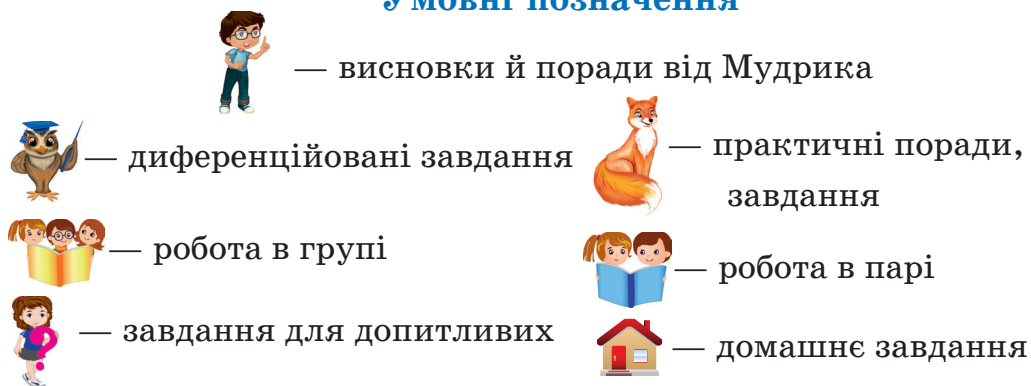 Умовні позначення
— висновки й поради від Мудрика
— диференційовані завдання
— практичні поради,
завдання
— робота в групі
— робота в парі
— завдання для допитливих
— домашнє завдання